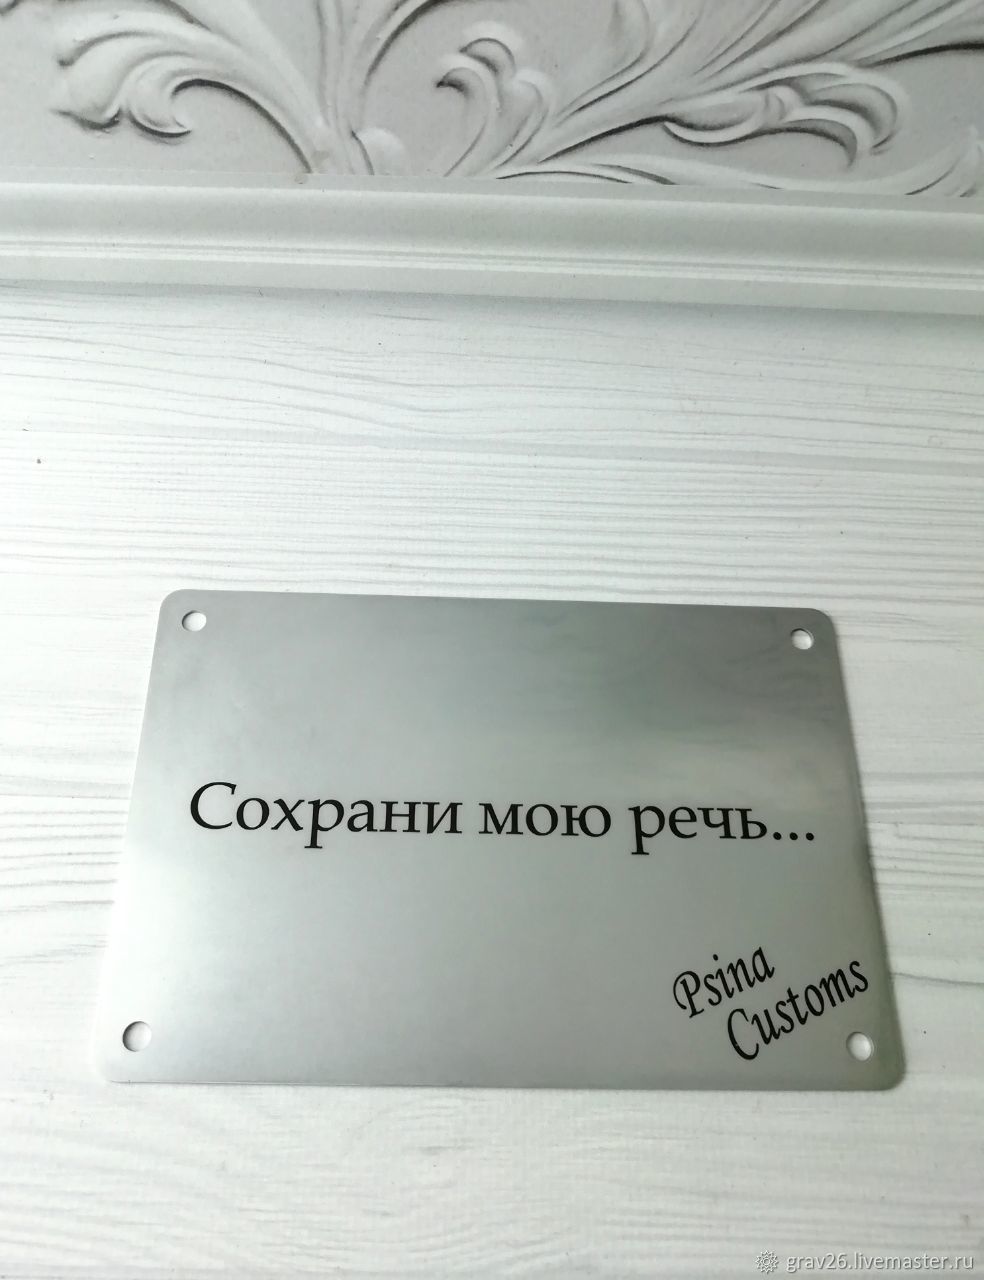 Сохрани мою речь...
Psina
Customs
grav26.livemaster.ru